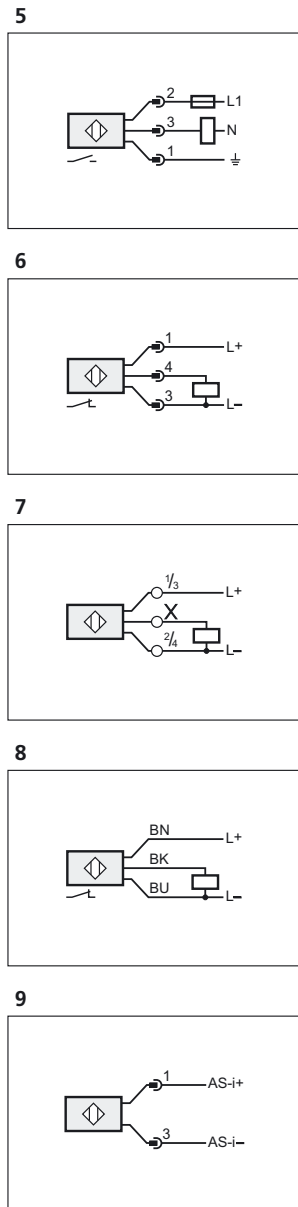 5
2 L1
3 N
1
6
1 L+
4
3 L–
7
1/3 L+
X
2/4 L–
8
BN L+
BK
BU L–
9
1 AS-i+
3 AS-i–